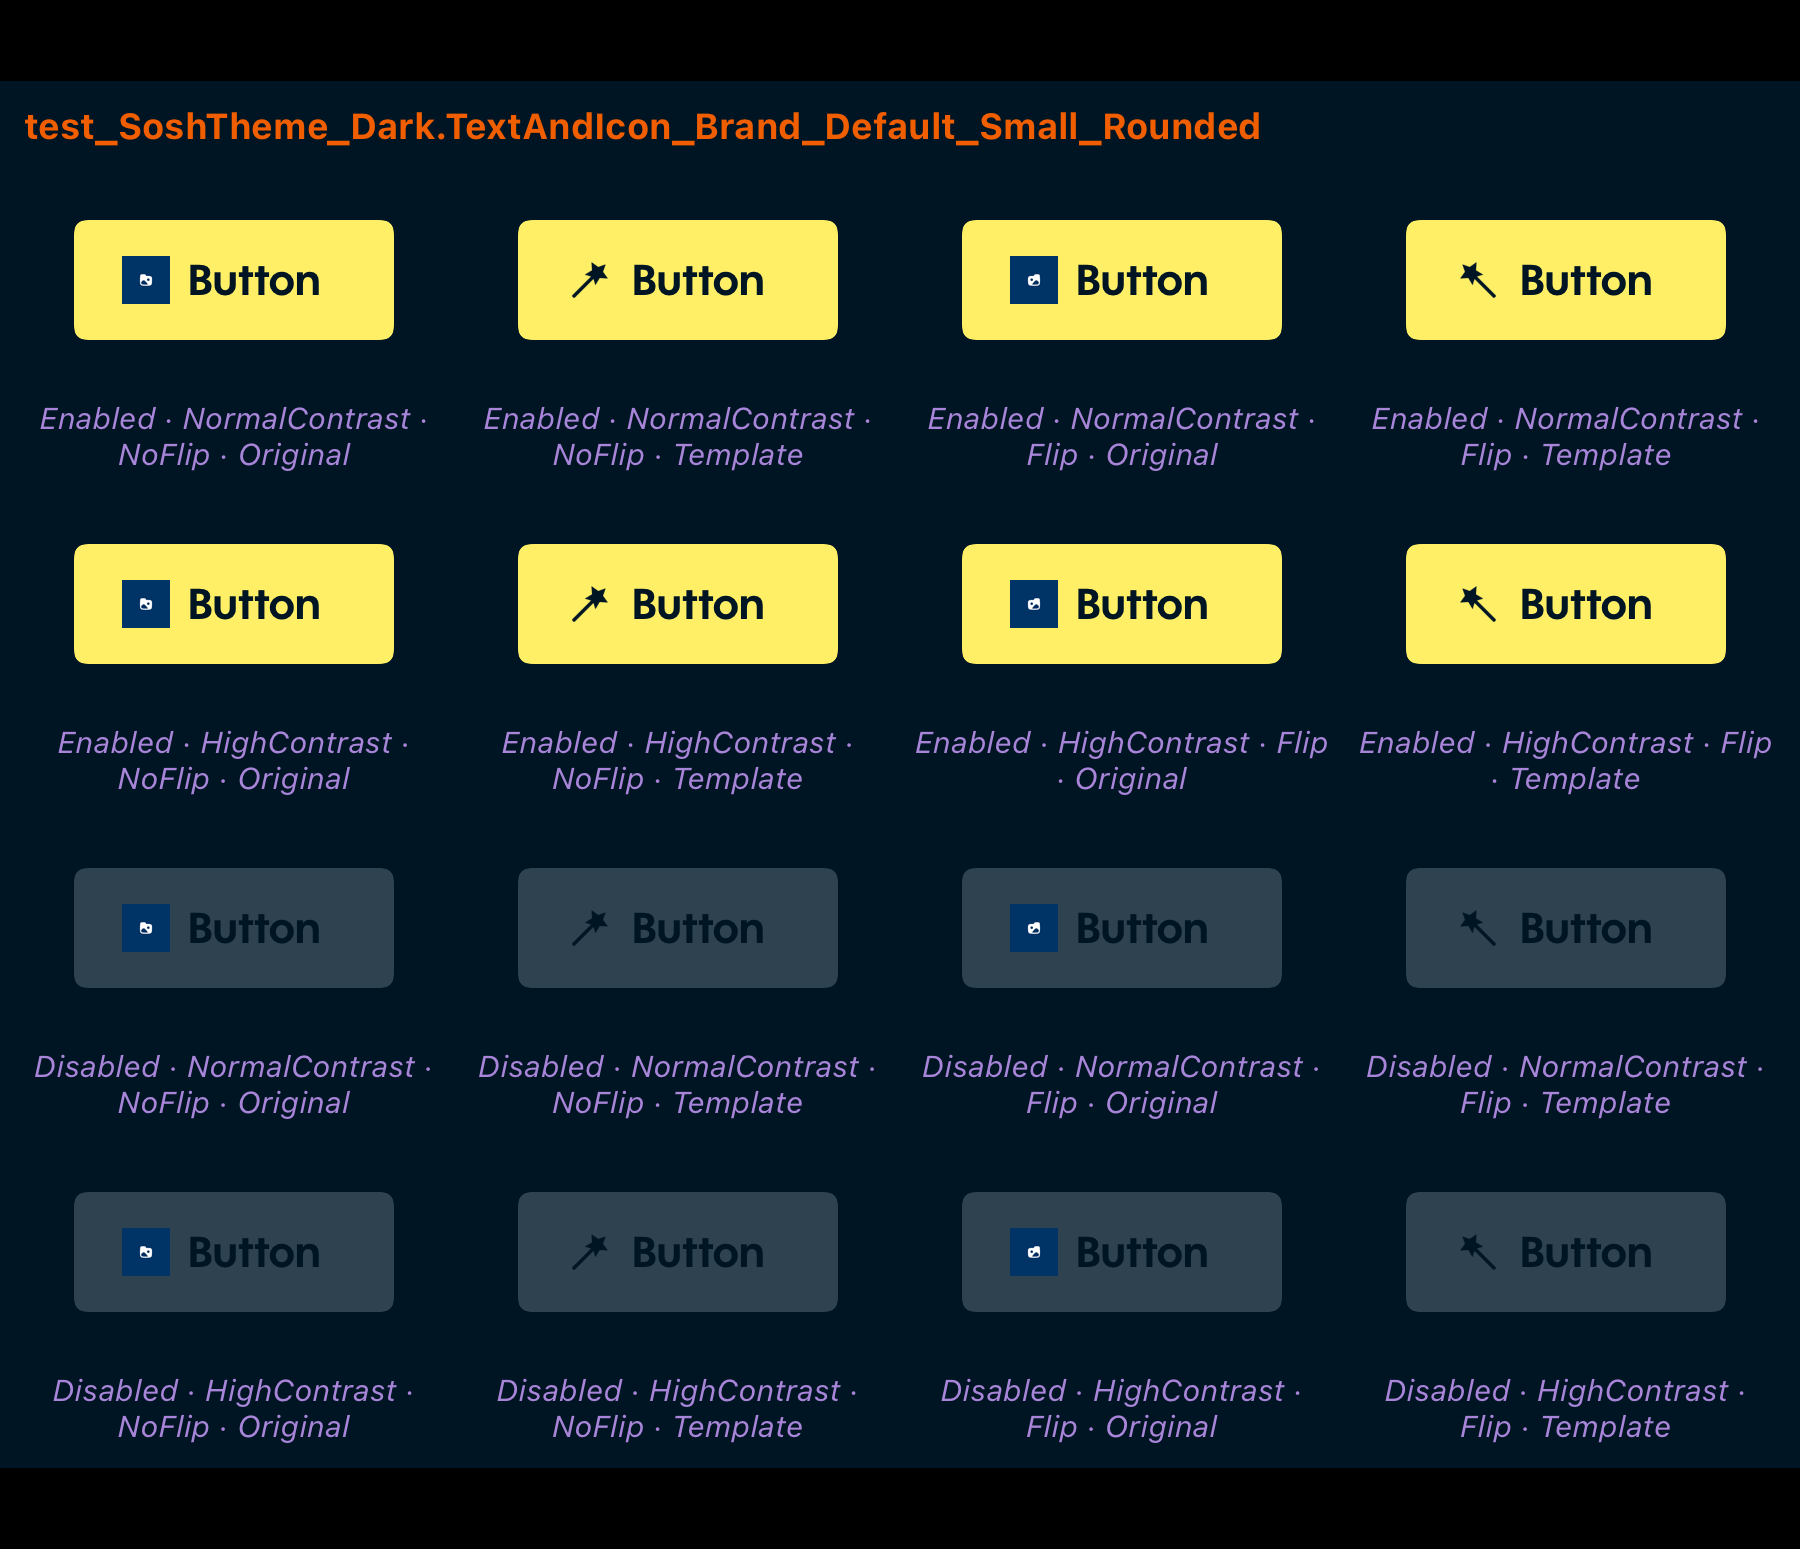 test_SoshTheme_Dark.TextAndIcon_Brand_Default_Small_Rounded
Button
Button
Button
Button
Enabled · NormalContrast ·
NoFlip · Original
Enabled · NormalContrast ·
NoFlip · Template
Enabled · NormalContrast ·
Flip · Original
Enabled · NormalContrast ·
Flip · Template
Button
Button
Button
Button
Enabled · HighContrast ·
NoFlip · Original
Enabled · HighContrast ·
NoFlip · Template
Enabled · HighContrast · Flip
· Original
Enabled · HighContrast · Flip
· Template
Button
Button
Button
Button
Disabled · NormalContrast ·
NoFlip · Original
Disabled · NormalContrast ·
NoFlip · Template
Disabled · NormalContrast ·
Flip · Original
Disabled · NormalContrast ·
Flip · Template
Button
Button
Button
Button
Disabled · HighContrast ·
NoFlip · Original
Disabled · HighContrast ·
NoFlip · Template
Disabled · HighContrast ·
Flip · Original
Disabled · HighContrast ·
Flip · Template